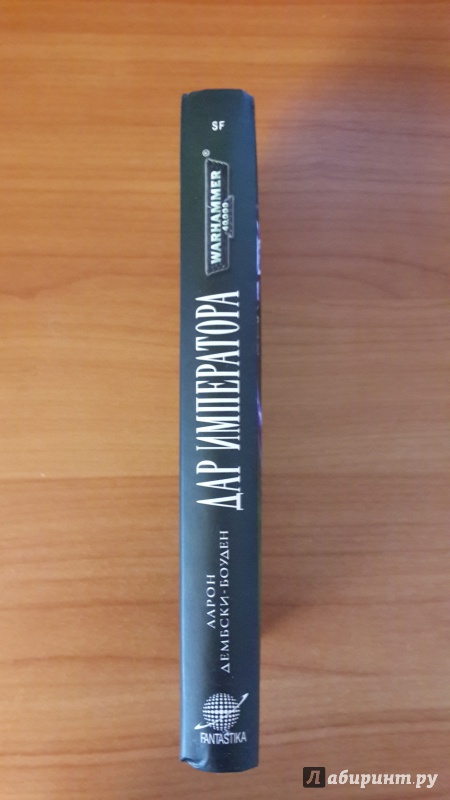 SF
WARHAMMER ®
40,000
ДАР ИМПЕРАТОРА
ААРОН
ДЕМБСКИ-БОУДЕН
FANTASTIKA
Лабиринт.ру